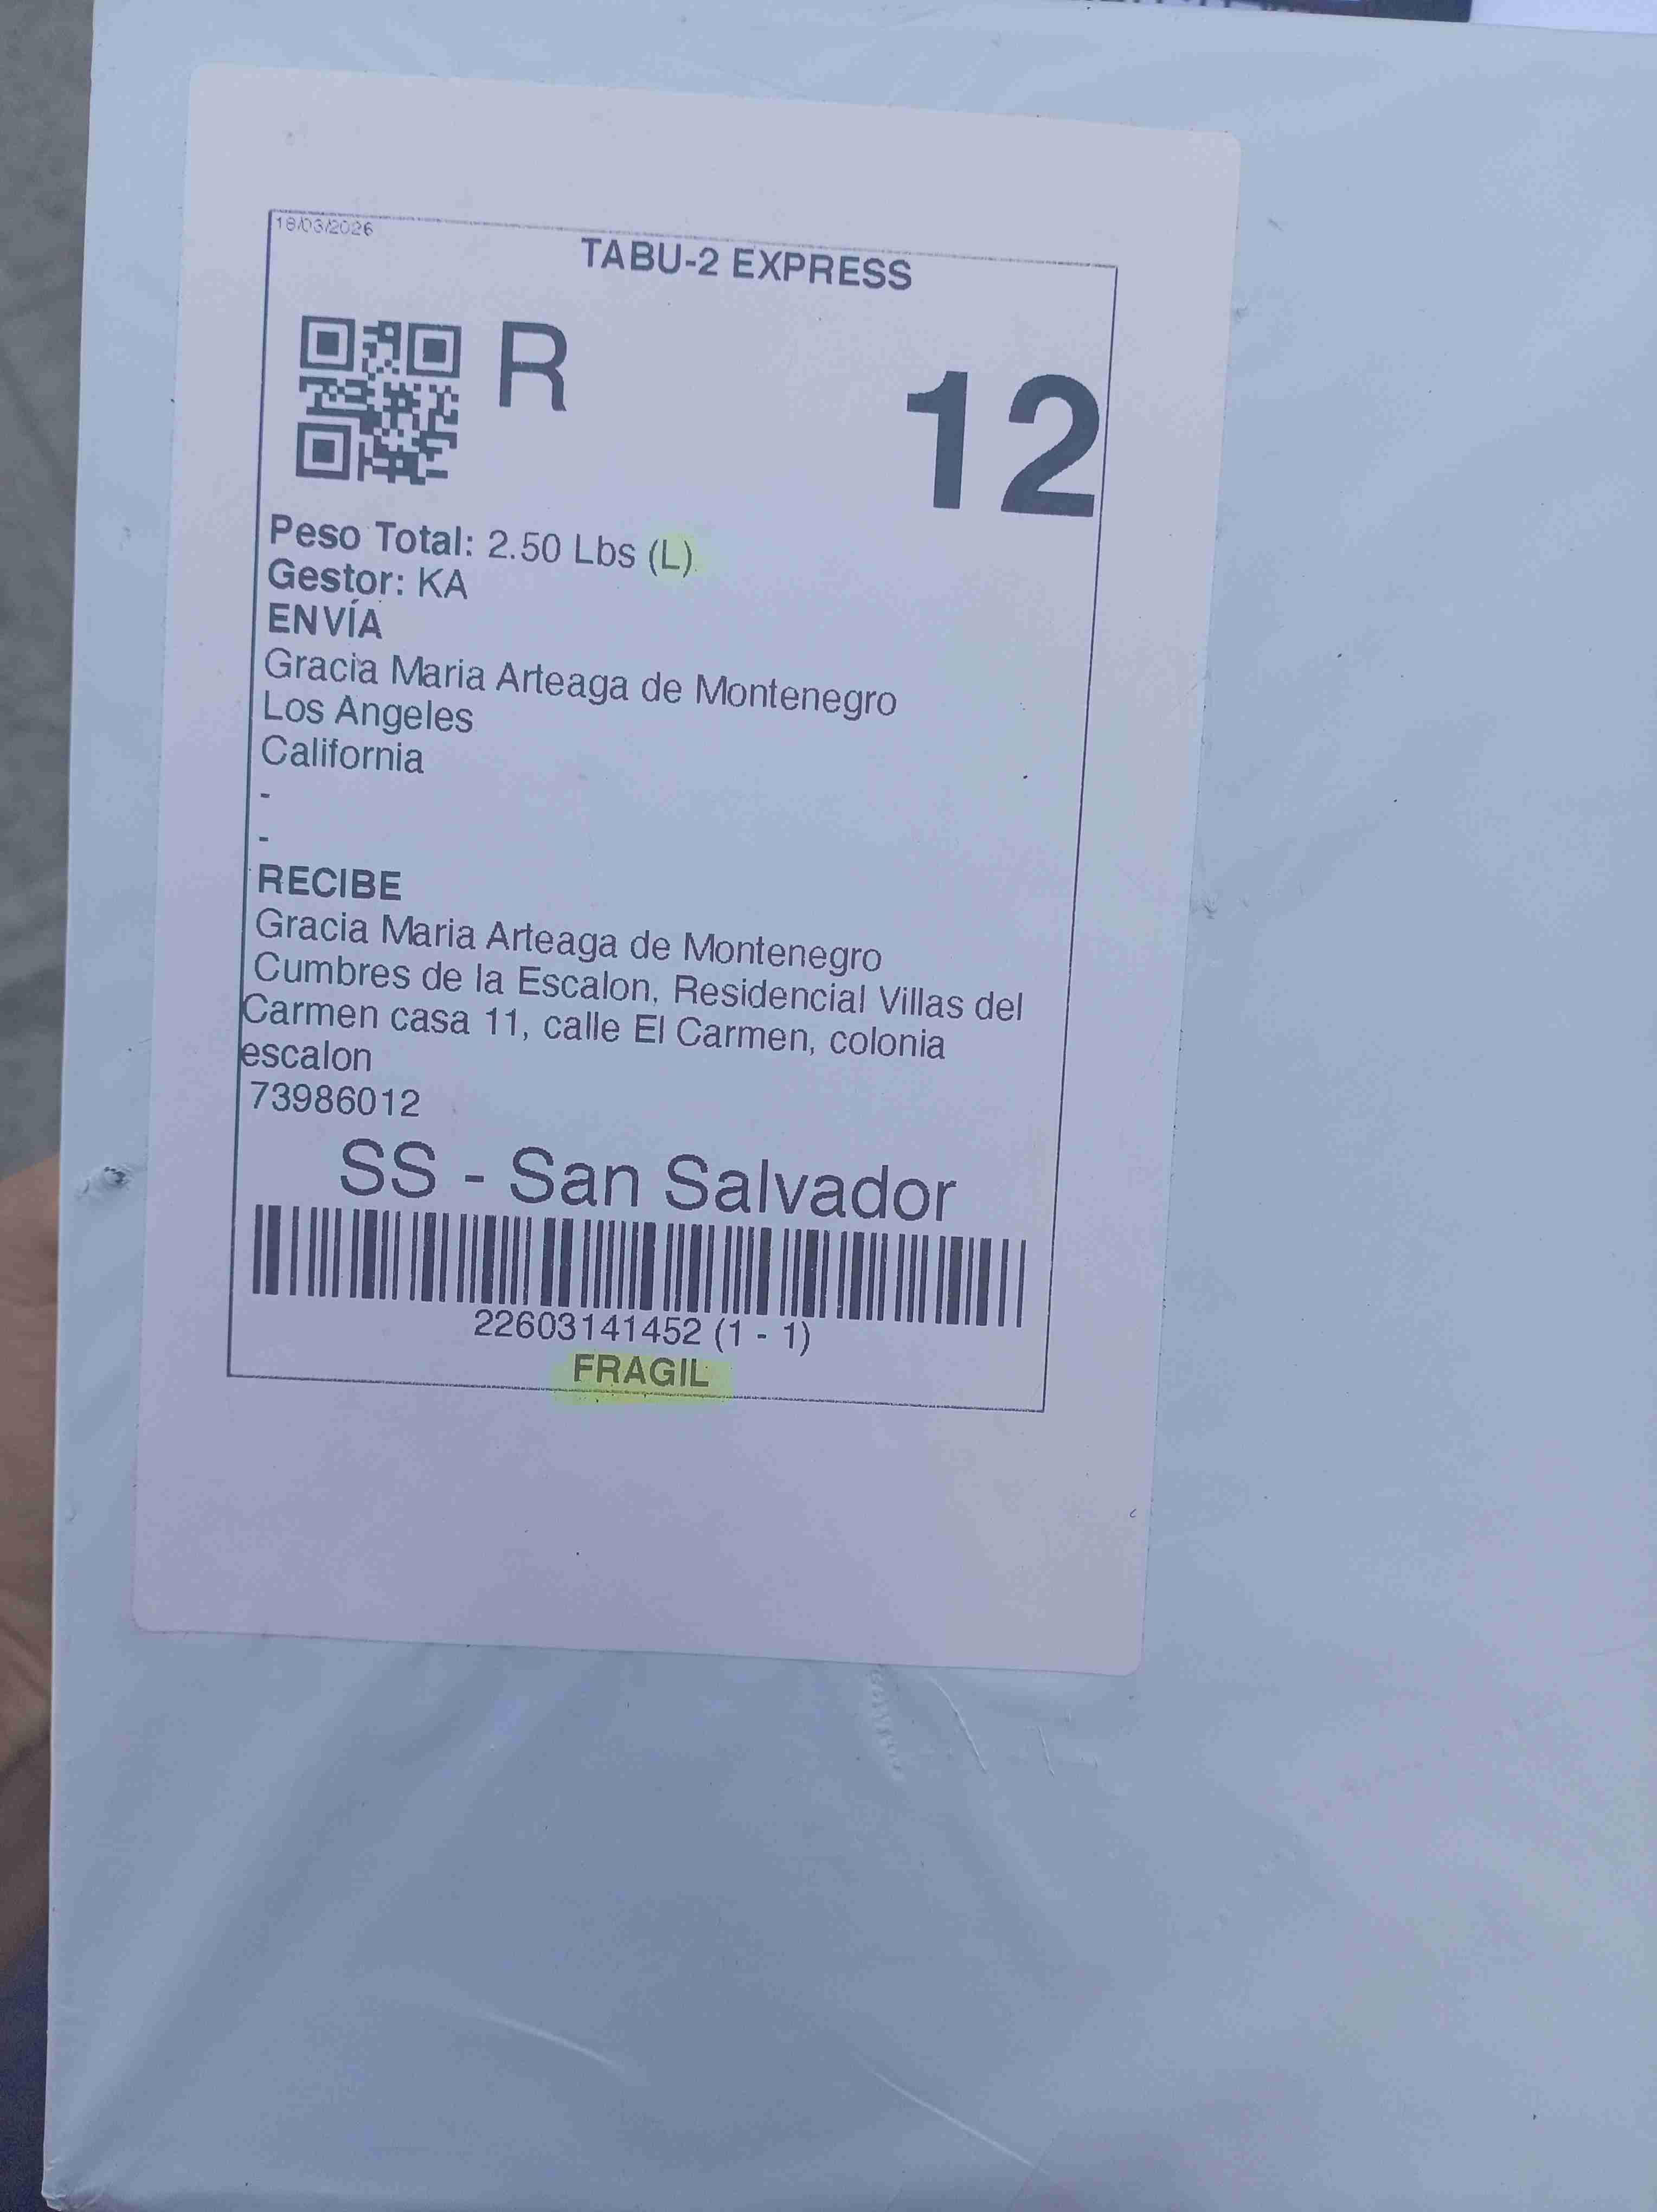 18/03/2026
TABU-2 EXPRESS
R
12
Peso Total: 2.50 Lbs (L)
Gestor: KA
ENVÍA
Gracia Maria Arteaga de Montenegro
Los Angeles
California
-
-
RECIBE
Gracia Maria Arteaga de Montenegro
Cumbres de la Escalon, Residencial Villas del
Carmen casa 11, calle El Carmen, colonia
escalon
73986012
SS - San Salvador
22603141452 (1 - 1)
FRAGIL